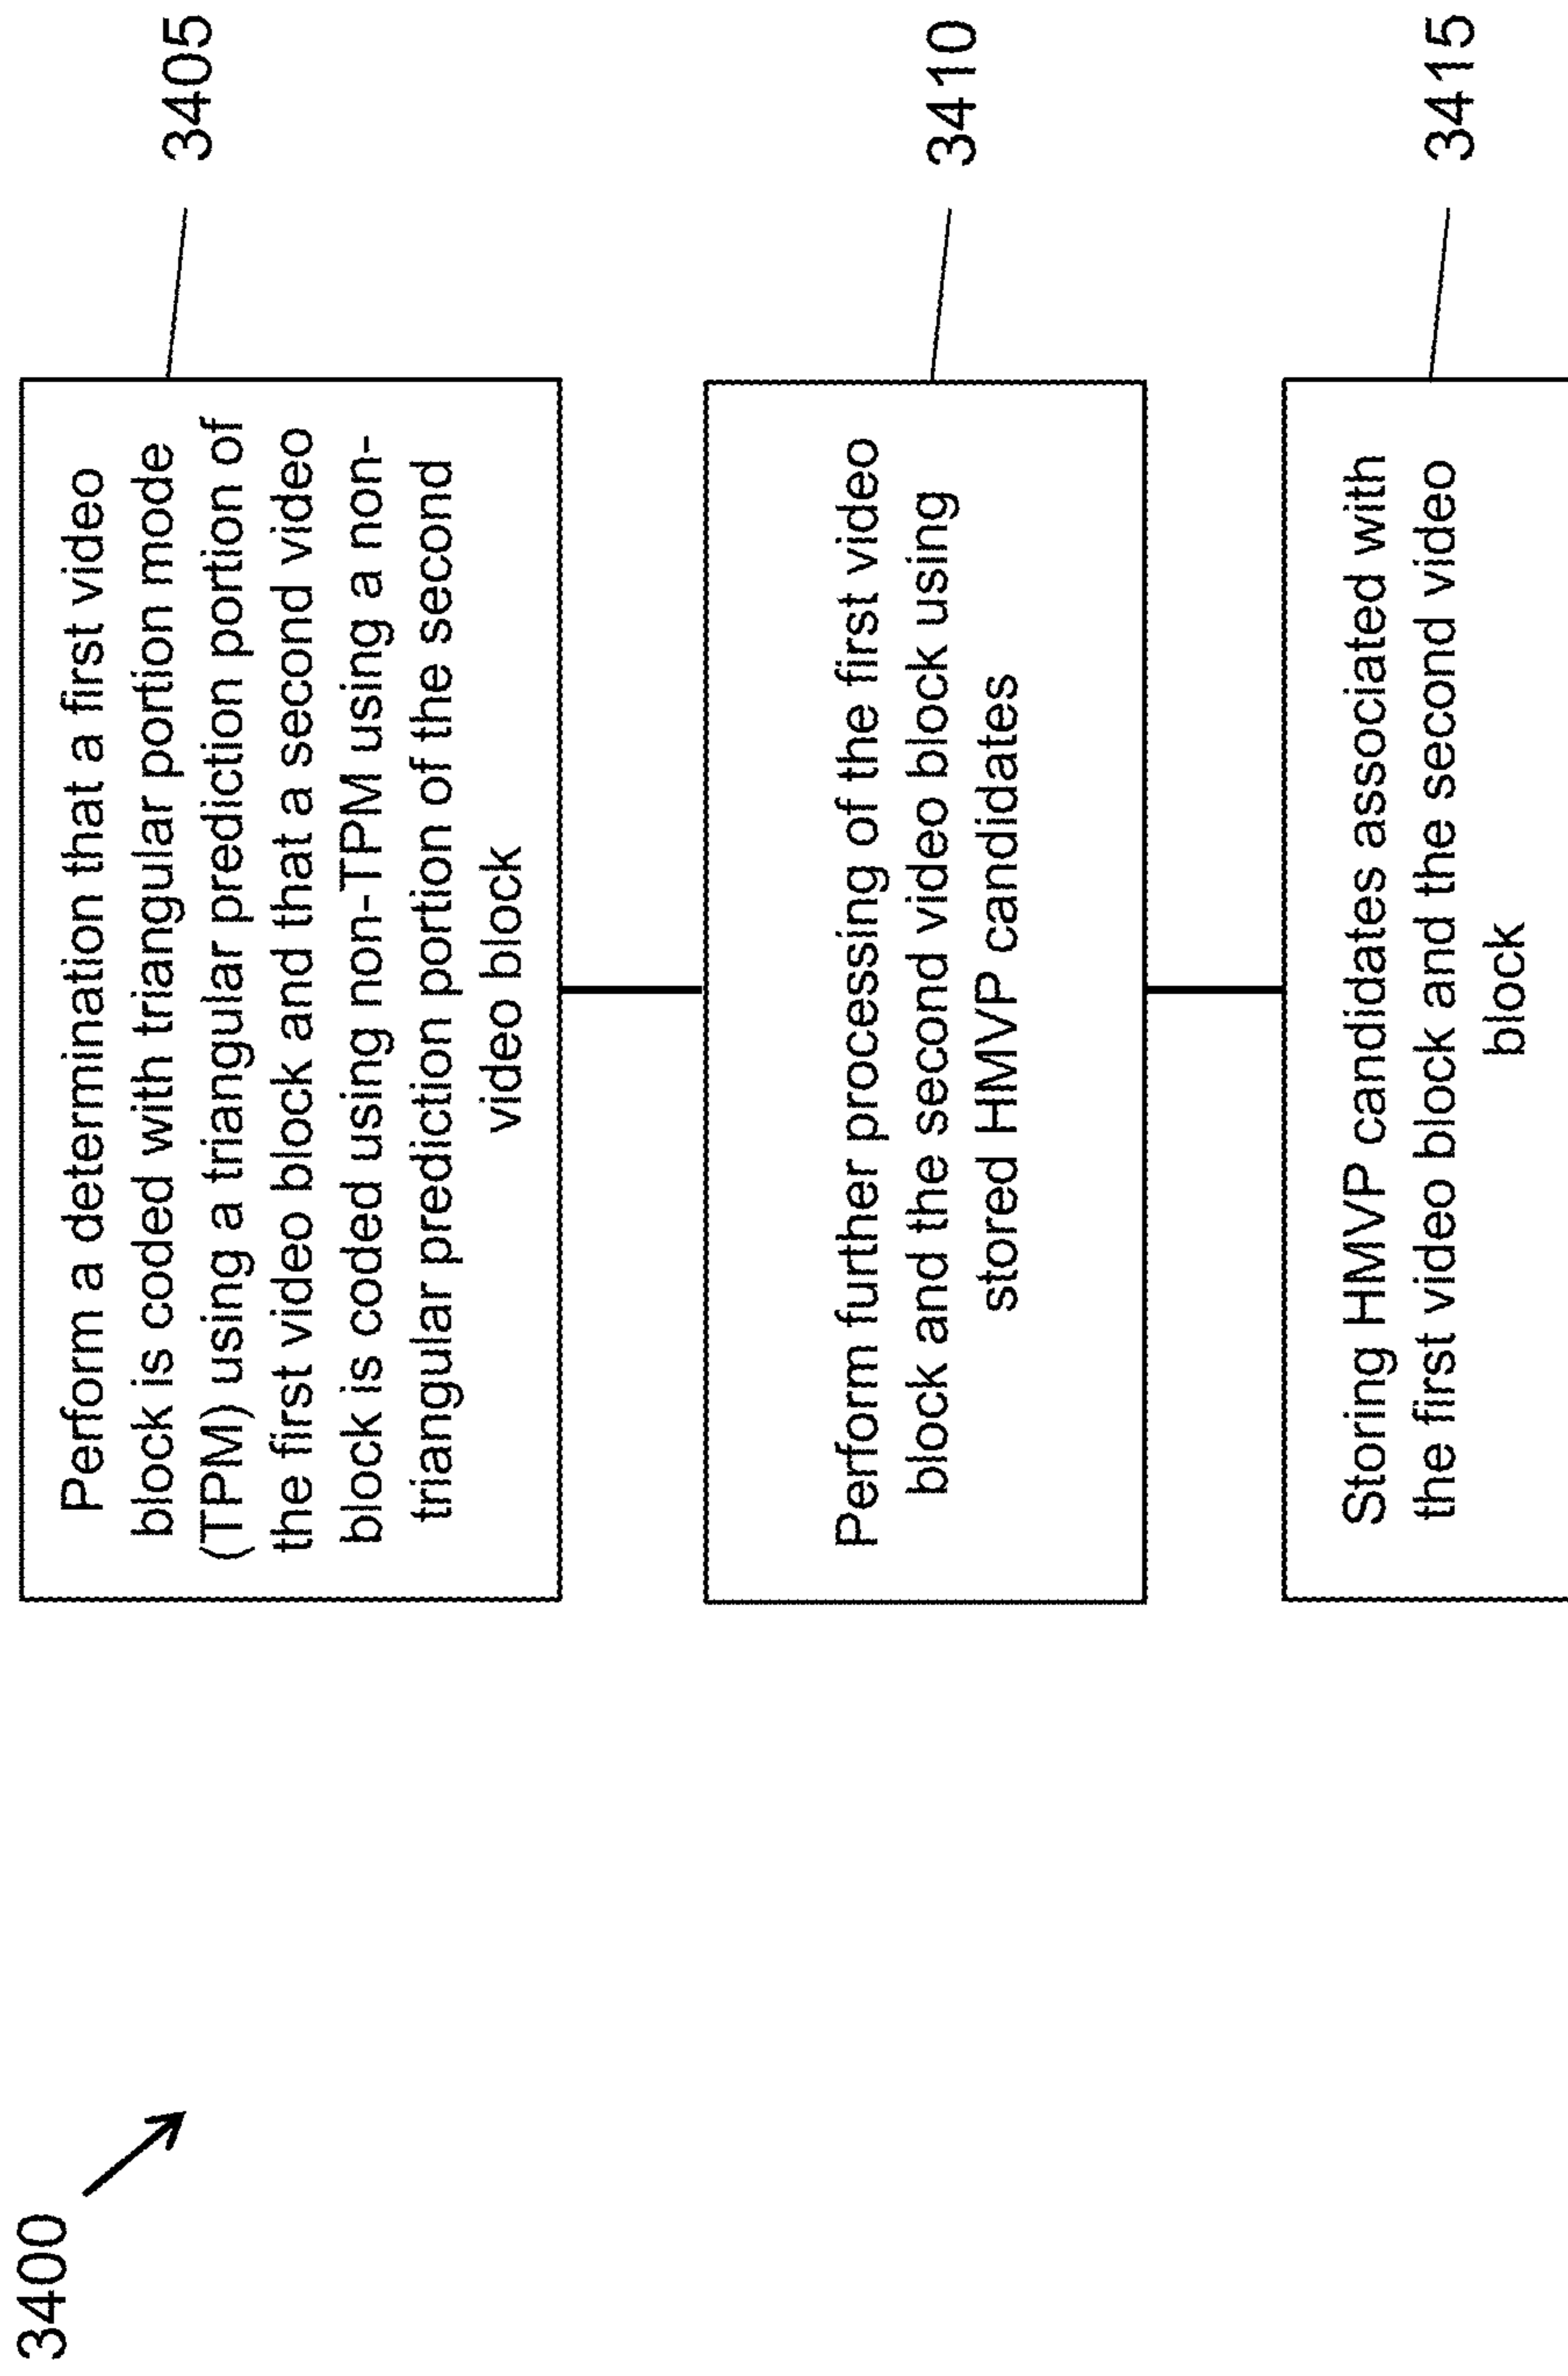 3400
Perform a determination that a first video
block is coded with triangular portion mode
(TPM) using a triangular prediction portion of
the first video block and that a second video
block is coded using non-TPM using a non-
triangular prediction portion of the second
video block
3405
Perform further processing of the first video
block and the second video block using
stored HMVP candidates
3410
Storing HMVP candidates associated with
the first video block and the second video
block
3415